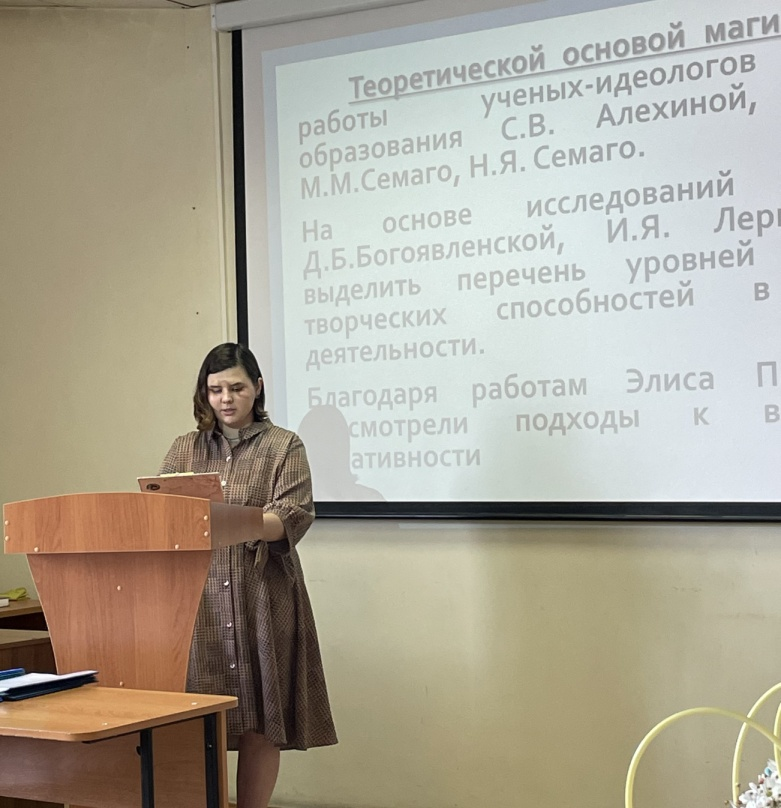 Теоретической основой маги
работы ученых-идеологов
образования С.В. Алехиной,
М.М.Семаго, Н.Я. Семаго.
На основе исследований
Д.Б.Богоявленской, И.Я. Лер
выделить перечень уровней
творческих способностей в
деятельности.
Благодаря работам Элиса П
смотрели подходы к в
ативности